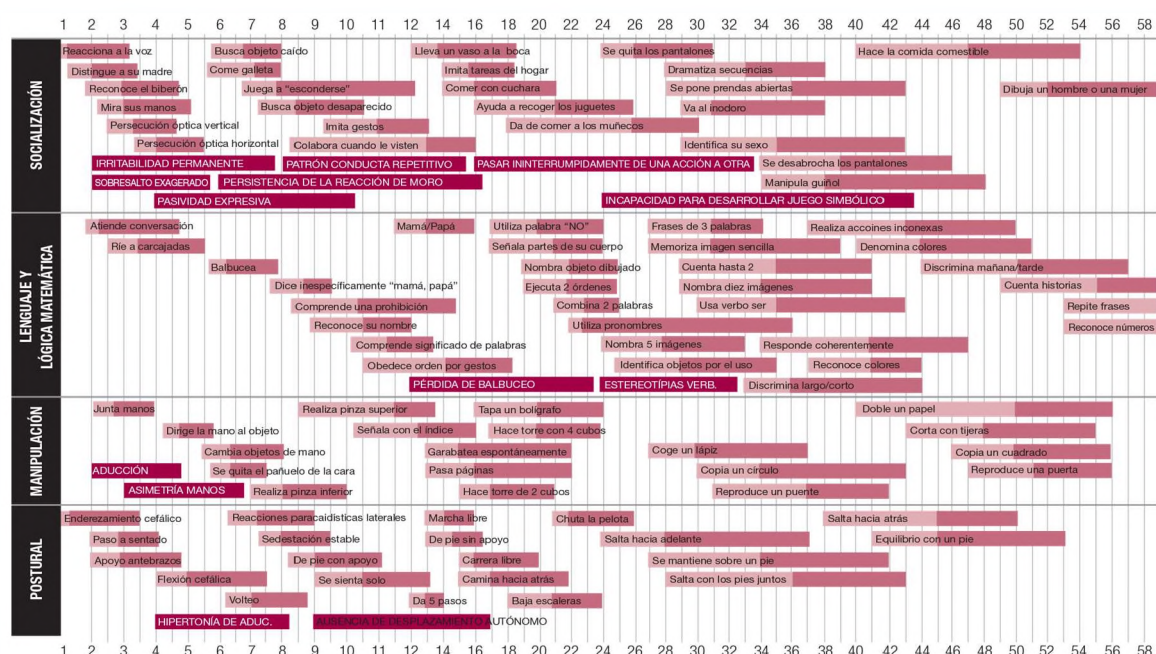 1 2 3 4 5 6 7 8 9 10 11 12 13 14 15 16 17 18 19 20 21 22 23 24 26 28 30 32 34 36 38 40 42 44 46 48 50 52 54 56 58
SOCIALIZACIÓN
Reacciona a la voz
Busca objeto caído
Lleva un vaso a la boca
Se quita los pantalones
Hace la comida comestible
Distingue a su madre
Come galleta
Imita tareas del hogar
Dramatiza secuencias
Reconoce el biberón
Juega a “esconderse”
Comer con cuchara
Se pone prendas abiertas
Dibuja un hombre o una mujer
Mira sus manos
Busca objeto desaparecido
Ayuda a recoger los juguetes
Va al inodoro
Persecución óptica vertical
Imita gestos
Da de comer a los muñecos
Persecución óptica horizontal
Colabora cuando le visten
Identifica su sexo
IRRITABILIDAD PERMANENTE
PATRÓN CONDUCTA REPETITIVO
PASAR ININTERRUMPIDAMENTE DE UNA ACCIÓN A OTRA
Se desabrocha los pantalones
SOBRESALTO EXAGERADO
PERSISTENCIA DE LA REACCIÓN DE MORO
Manipula guiñol
PASIVIDAD EXPRESIVA
INCAPACIDAD PARA DESARROLLAR JUEGO SIMBÓLICO
LENGUAJE Y
LÓGICA MATEMÁTICA
Atiende conversación
Mamá/Papá
Utiliza palabra “NO”
Frases de 3 palabras
Realiza accoines inconexas
Ríe a carcajadas
Señala partes de su cuerpo
Memoriza imagen sencilla
Denomina colores
Balbucea
Nombra objeto dibujado
Cuenta hasta 2
Discrimina mañana/tarde
Dice inespecíficamente “mamá, papá”
Ejecuta 2 órdenes
Nombra diez imágenes
Cuenta historias
Comprende una prohibición
Combina 2 palabras
Usa verbo ser
Repite frases
Reconoce su nombre
Utiliza pronombres
Reconoce números
Comprende significado de palabras
Nombra 5 imágenes
Responde coherentemente
Obedece orden por gestos
Identifica objetos por el uso
Reconoce colores
PÉRDIDA DE BALBUCEO
ESTEREOTÍPIAS VERB.
Discrimina largo/corto
MANIPULACIÓN
Junta manos
Realiza pinza superior
Tapa un bolígrafo
Doble un papel
Dirige la mano al objeto
Señala con el índice
Hace torre con 4 cubos
Corta con tijeras
Cambia objetos de mano
Garabatea espontáneamente
Coge un lápiz
Copia un cuadrado
ADUCCIÓN
Se quita el pañuelo de la cara
Pasa páginas
Copia un círculo
Reproduce una puerta
ASIMETRÍA MANOS
Realiza pinza inferior
Hace torre de 2 cubos
Reproduce un puente
POSTURAL
Enderezamiento cefálico
Reacciones paracaidísticas laterales
Marcha libre
Chuta la pelota
Salta hacia atrás
Paso a sentado
Sedestación estable
De pie sin apoyo
Salta hacia adelante
Equilibrio con un pie
Apoyo antebrazos
De pie con apoyo
Carrera libre
Se mantiene sobre un pie
Flexión cefálica
Se sienta solo
Camina hacia atrás
Salta con los pies juntos
Volteo
Da 5 pasos
Baja escaleras
HIPERTONÍA DE ADUC.
AUSENCIA DE DESPLAZAMIENTO AUTÓNOMO
1 2 3 4 5 6 7 8 9 10 11 12 13 14 15 16 17 18 19 20 21 22 23 24 26 28 30 32 34 36 38 40 42 44 46 48 50 52 54 56 58